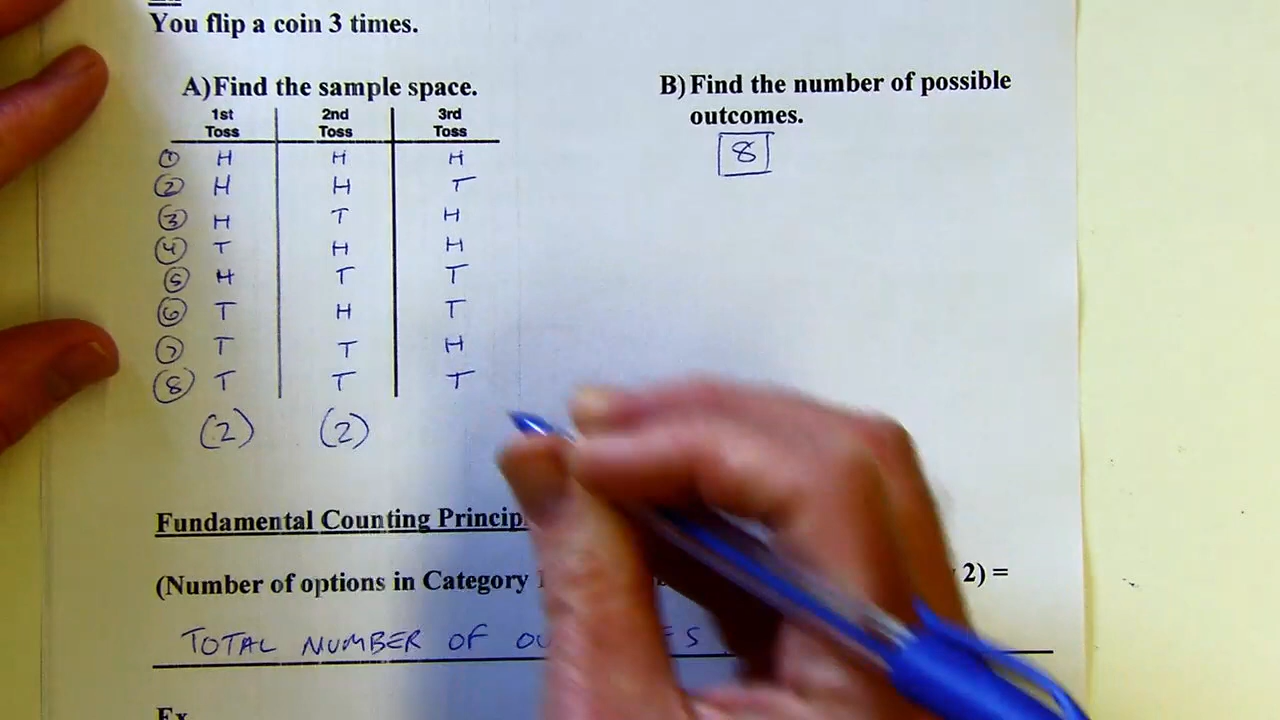 You flip a coin 3 times.
A) Find the sample space.
1st Toss 2nd Toss 3rd Toss
① H H H
② H H T
③ H T H
④ T H H
⑤ H T T
⑥ T H T
⑦ T T H
⑧ T T T
(2) (2)
B) Find the number of possible
outcomes.
8
Fundamental Counting
(Number of options in Category 2) =
TOTAL NUMBER OF
Ex